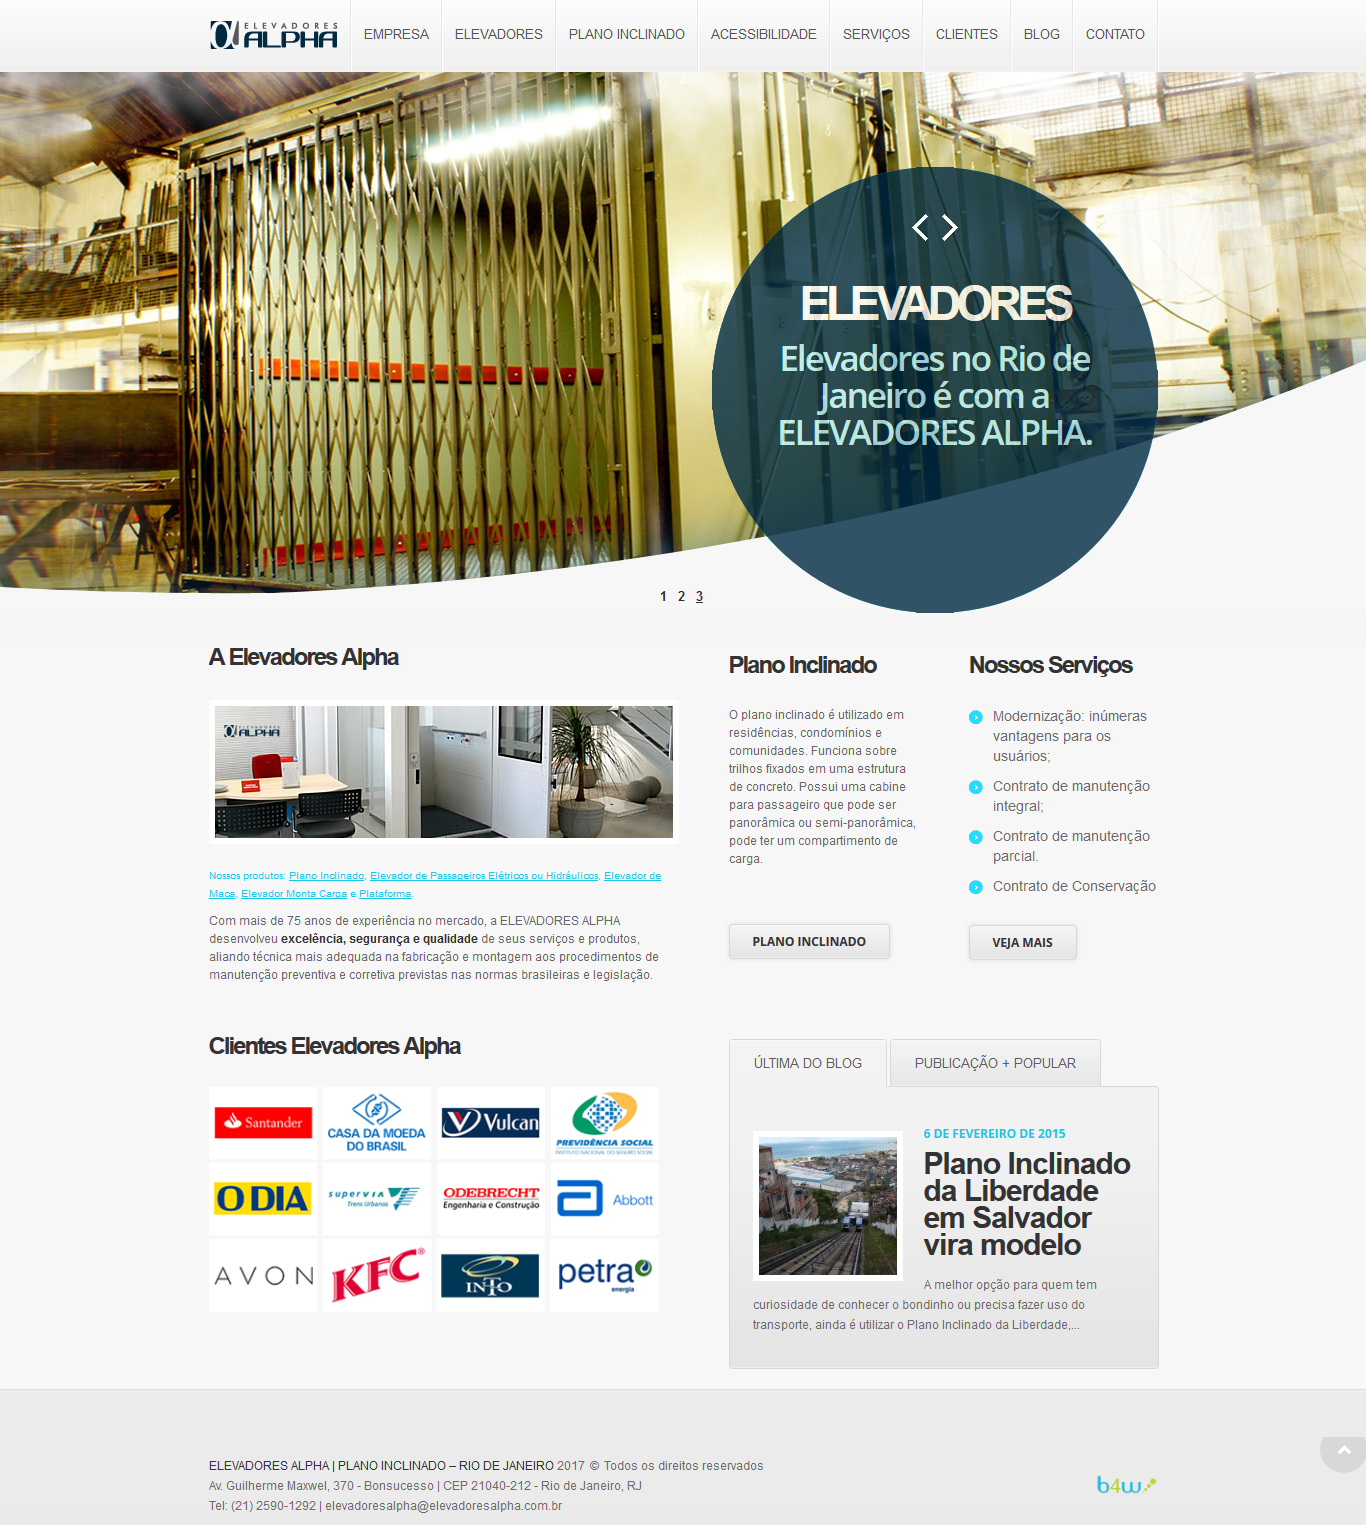 ELEVADORES
ALPHA
EMPRESA
ELEVADORES
PLANO INCLINADO
ACESSIBILIDADE
SERVIÇOS
CLIENTES
BLOG
CONTATO
ELEVADORES
Elevadores no Rio de
Janeiro é com a
ELEVADORES ALPHA.
1 2 3
A Elevadores Alpha
ELEVADORES
ALPHA
Nossos produtos: Plano Inclinado, Elevador de Passageiros Elétricos ou Hidráulicos, Elevador de
Maca, Elevador Monta Carga e Plataforma.
Com mais de 75 anos de experiência no mercado, a ELEVADORES ALPHA
desenvolveu excelência, segurança e qualidade de seus serviços e produtos,
aliando técnica mais adequada na fabricação e montagem aos procedimentos de
manutenção preventiva e corretiva previstas nas normas brasileiras e legislação.
Plano Inclinado
O plano inclinado é utilizado em
residências, condomínios e
comunidades. Funciona sobre
trilhos fixados em uma estrutura
de concreto. Possui uma cabine
para passageiro que pode ser
panorâmica ou semi-panorâmica,
pode ter um compartimento de
carga.
PLANO INCLINADO
Nossos Serviços
Modernização: inúmeras
vantagens para os
usuários;
Contrato de manutenção
integral;
Contrato de manutenção
parcial.
Contrato de Conservação
VEJA MAIS
Clientes Elevadores Alpha
Santander
CASA DA MOEDA
DO BRASIL
Vulcan
PREVIDÊNCIA SOCIAL
INSTITUTO NACIONAL DO SEGURO SOCIAL
O DIA
SUPERVIA
Trens Urbanos
ODEBRECHT
Engenharia e Construção
Abbott
AVON
KFC
INTO
petra
energia
ÚLTIMA DO BLOG
PUBLICAÇÃO + POPULAR
6 DE FEVEREIRO DE 2015
Plano Inclinado
da Liberdade
em Salvador
vira modelo
A melhor opção para quem tem
curiosidade de conhecer o bondinho ou precisa fazer uso do
transporte, ainda é utilizar o Plano Inclinado da Liberdade,...
ELEVADORES ALPHA | PLANO INCLINADO – RIO DE JANEIRO 2017 © Todos os direitos reservados
Av. Guilherme Maxwel, 370 - Bonsucesso | CEP 21040-212 - Rio de Janeiro, RJ
Tel: (21) 2590-1292 | elevadoresalpha@elevadoresalpha.com.br
b4w